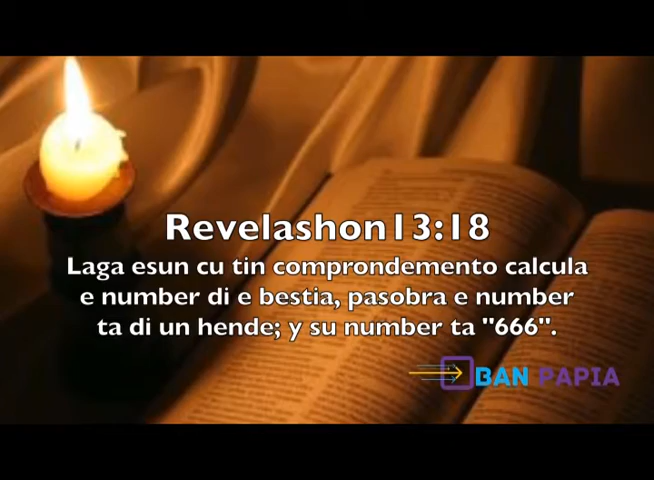 Revelashon13:18
Laga esun cu tin comprondemento calcula
e number di e bestia, pasobra e number
ta di un hende; y su number ta "666".
BAN PAPIA